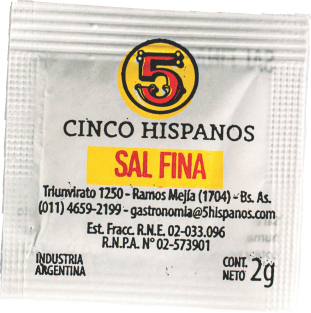 5
CINCO HISPANOS
SAL FINA
Triunvirato 1250 - Ramos Mejía (1704) - Bs. As.
(011) 4659-2199 - gastronomia@5hispanos.com
Est. Fracc. R.N.E. 02-033.096
R.N.P.A. N° 02-573901
INDUSTRIA ARGENTINA
CONT. NETO 2g